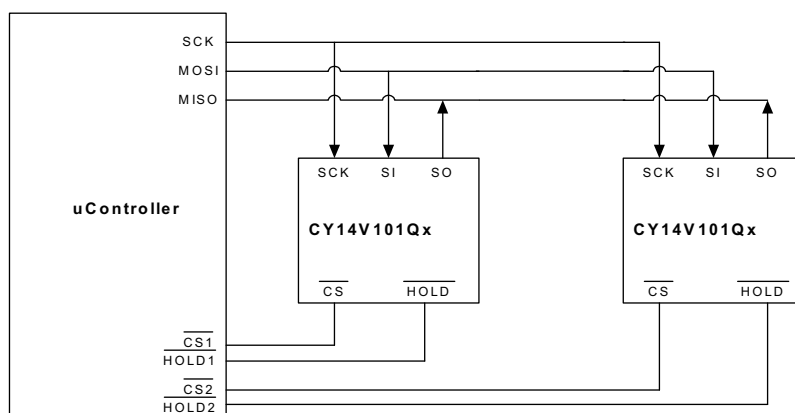 SCK
MOSI
MISO
SCK SI SO
SCK SI SO
uController
CY14V101Qx
CY14V101Qx
CS HOLD
CS HOLD
CS1
HOLD1
CS2
HOLD2